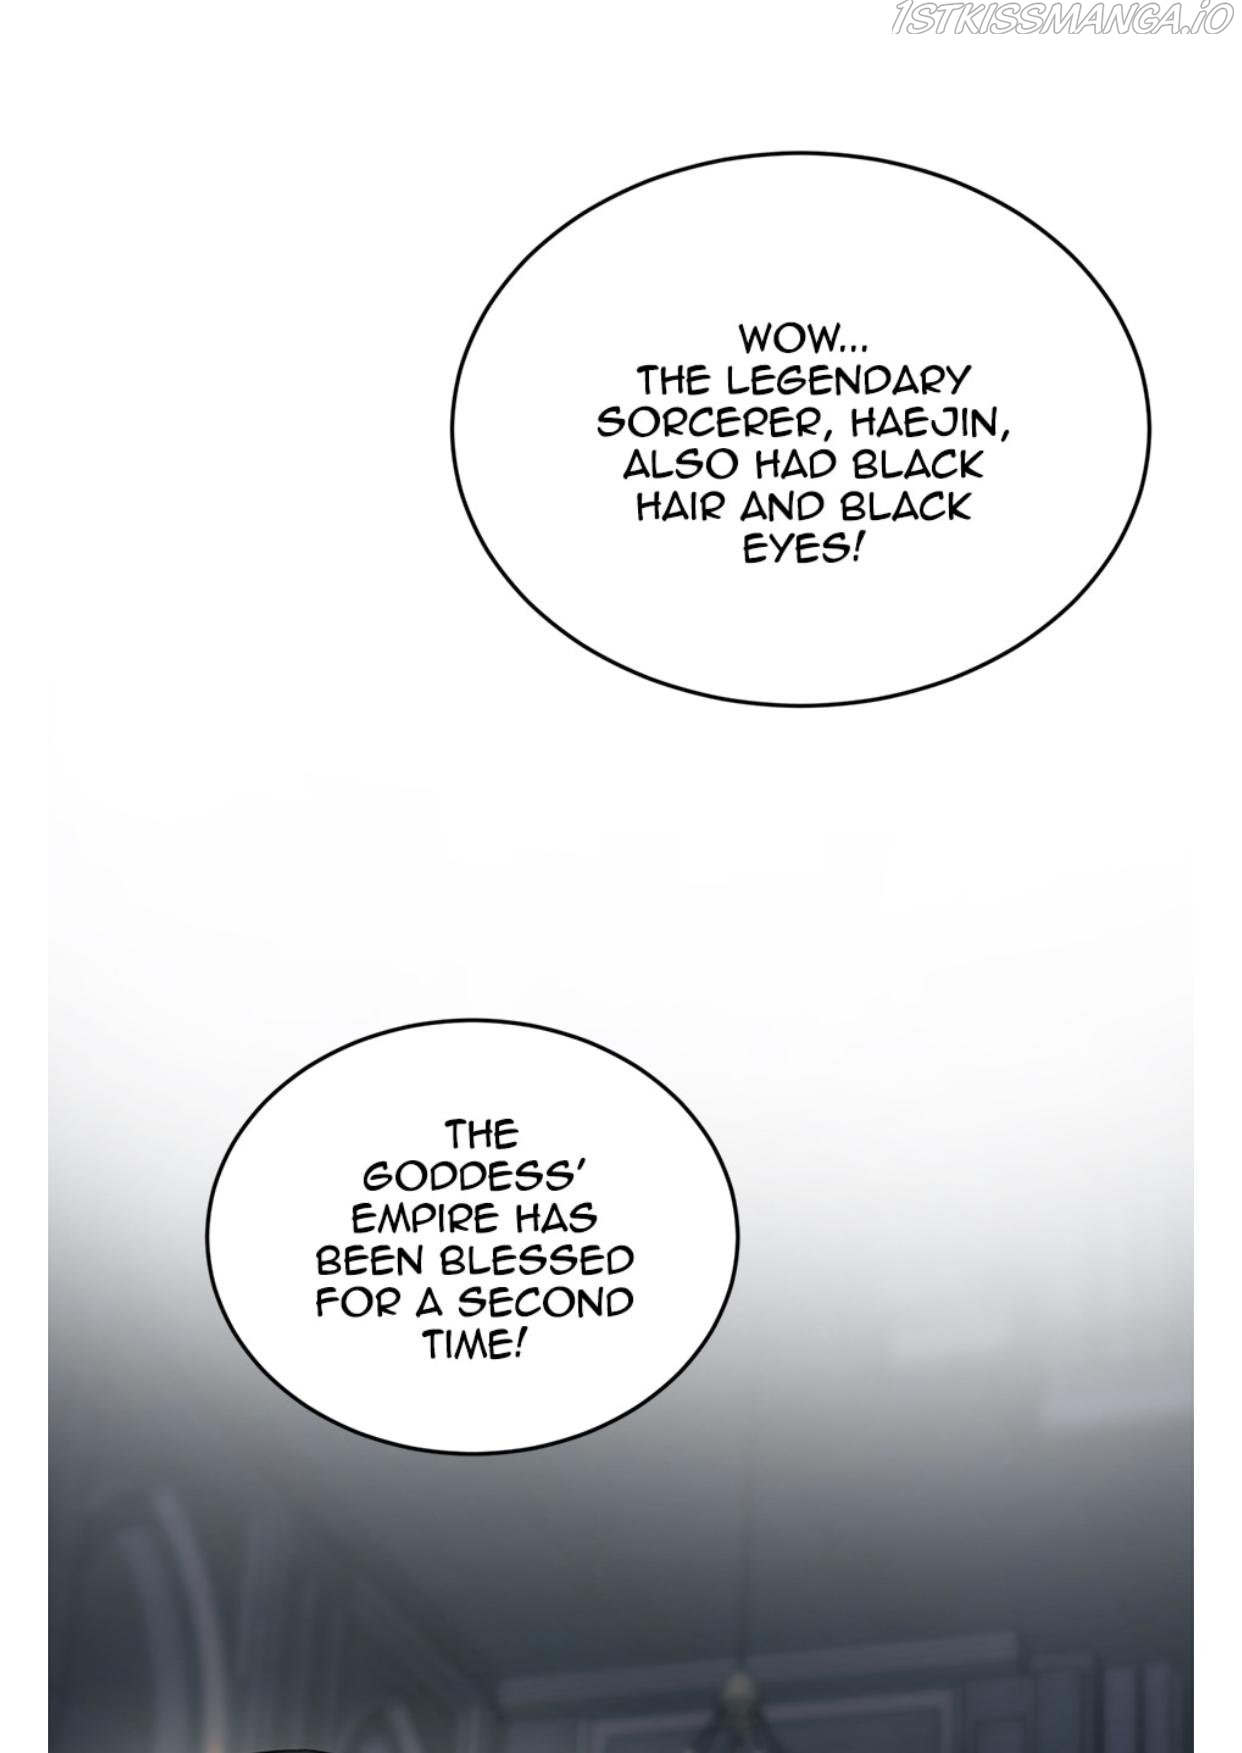 1STKISSMANGA.iO
WOW...
THE LEGENDARY
SORCERER, HAEJIN,
ALSO HAD BLACK
HAIR AND BLACK
EYES!
THE
GODDESS'
EMPIRE HAS
BEEN BLESSED
FOR A SECOND
TIME!